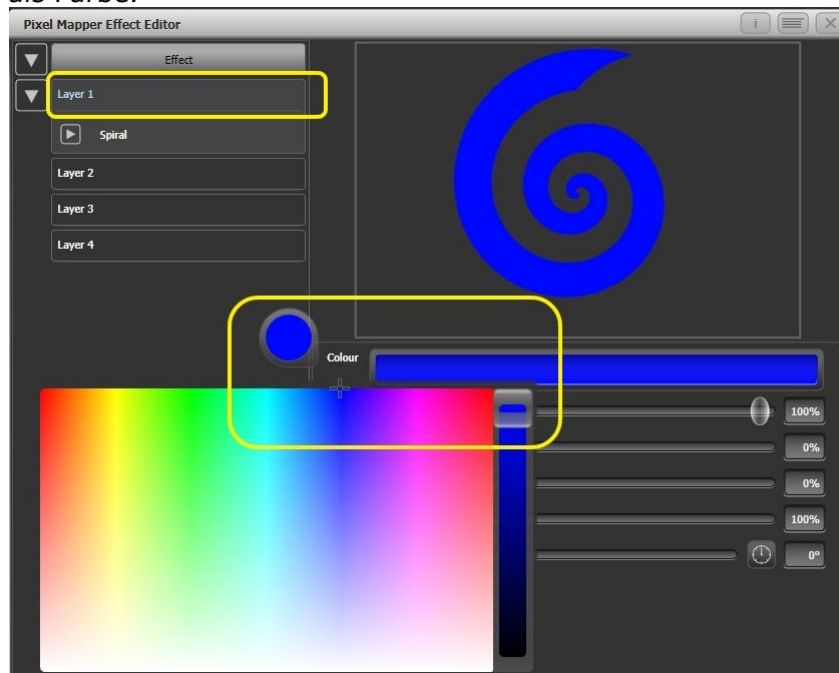 als Farbe.
Pixel Mapper Effect Editor
Effect
Layer 1
Spiral
Layer 2
Layer 3
Layer 4
Colour
100%
0%
0%
100%
0°